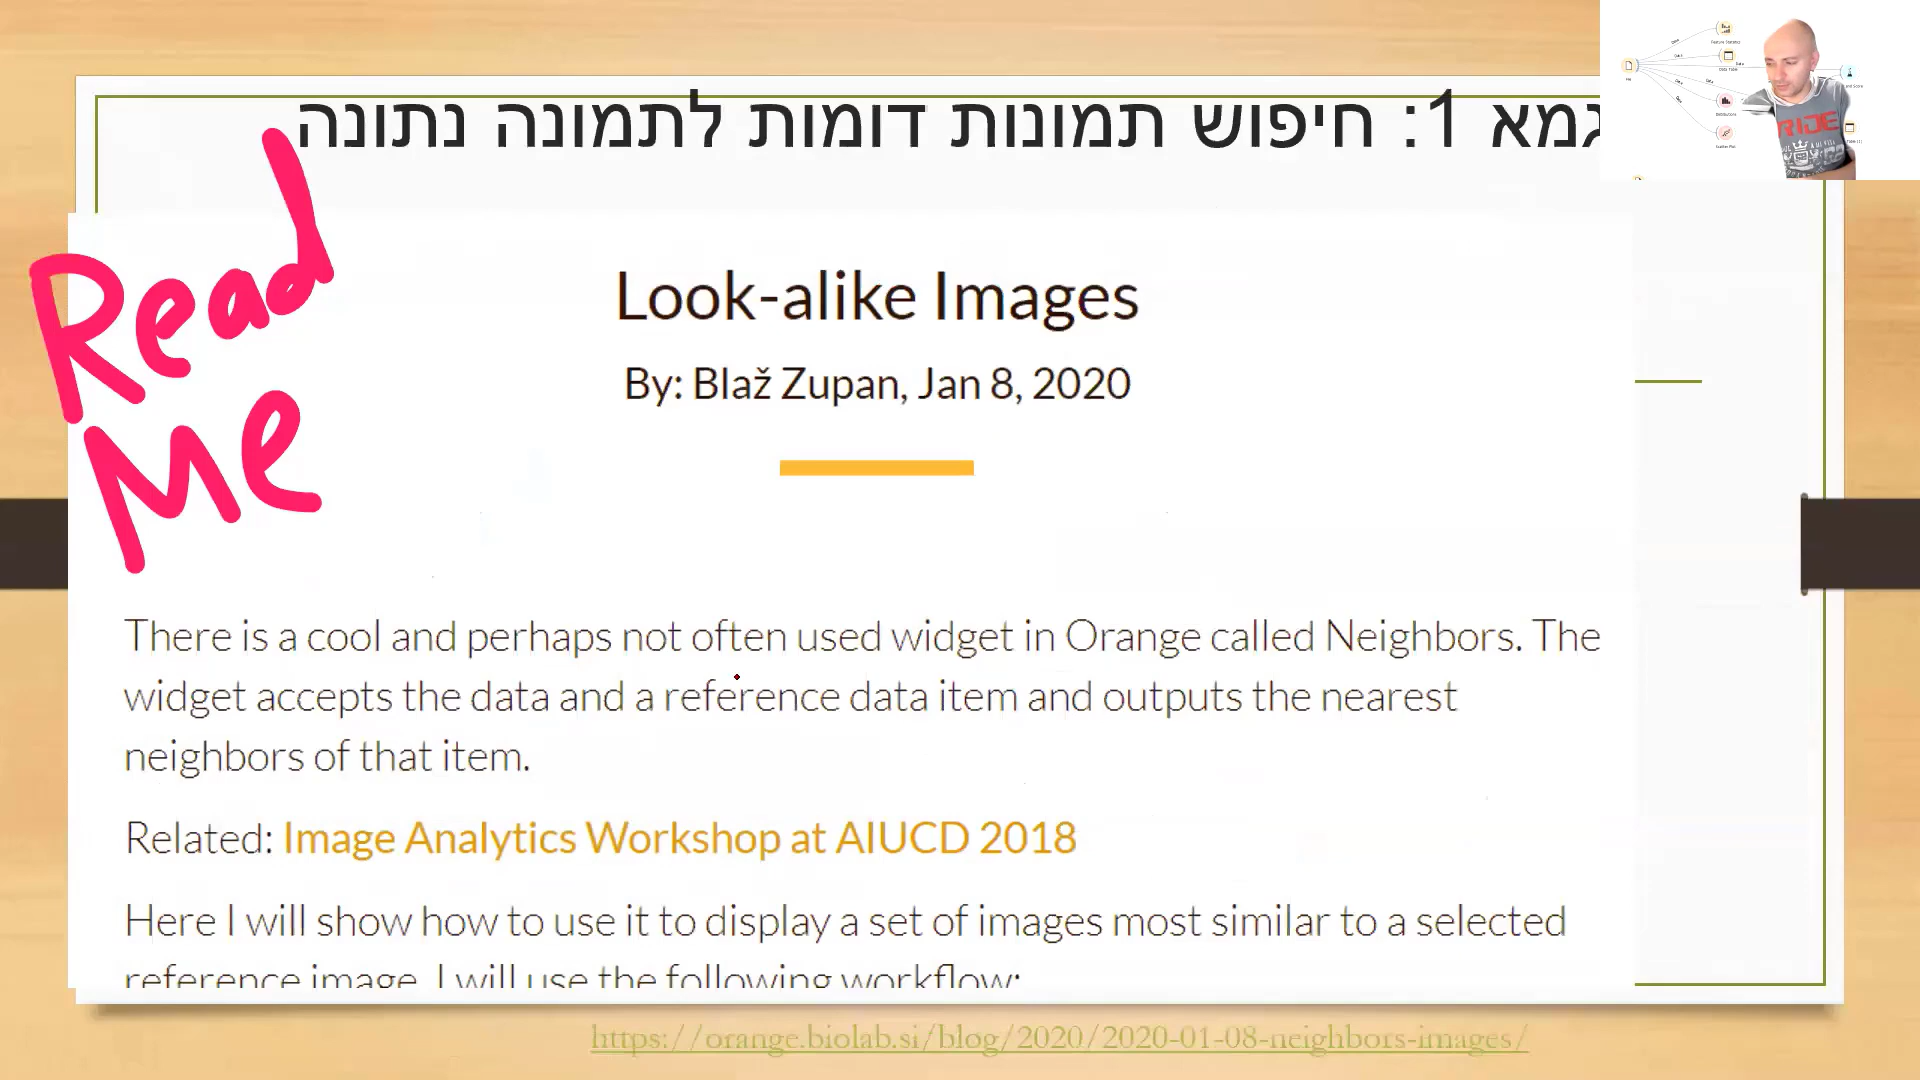 גמא 1: חיפוש תמונות דומות לתמונה נתונה
Read
Me
Look-alike Images
By: Blaž Zupan, Jan 8, 2020
There is a cool and perhaps not often used widget in Orange called Neighbors. The
widget accepts the data and a reference data item and outputs the nearest
neighbors of that item.
Related: Image Analytics Workshop at AIUCD 2018
Here I will show how to use it to display a set of images most similar to a selected
reference image. I will use the following workflow:
https://orange.biolab.si/blog/2020/2020-01-08-neighbors-images/
RIDE